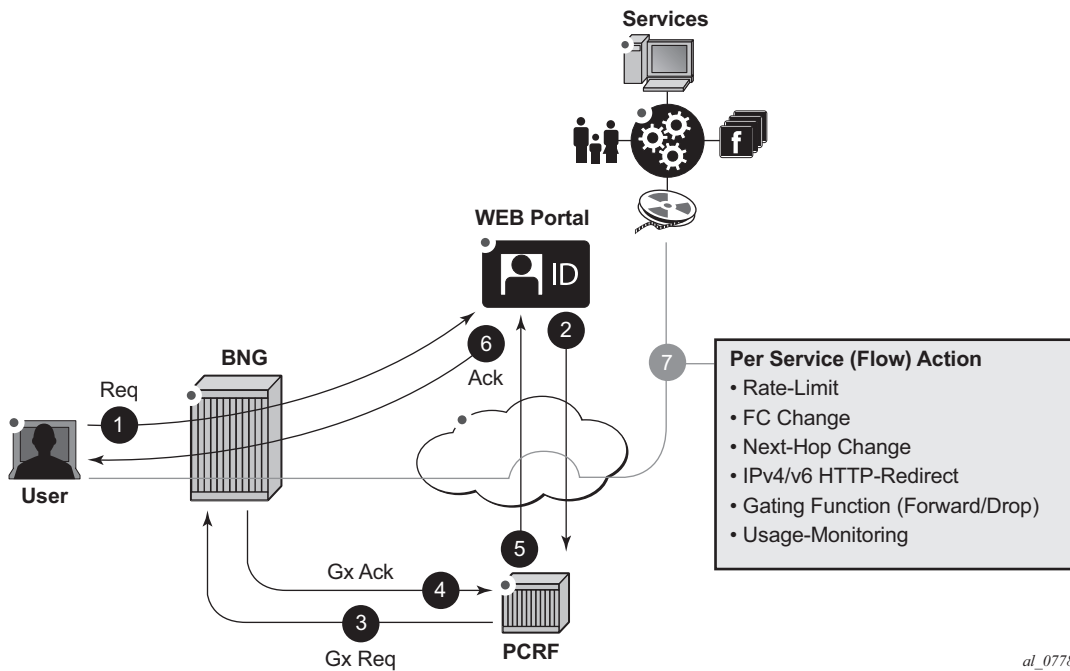 Services
f
WEB Portal
ID
2
6
Ack
BNG
Req
1
User
7
Per Service (Flow) Action
• Rate-Limit
• FC Change
• Next-Hop Change
• IPv4/v6 HTTP-Redirect
• Gating Function (Forward/Drop)
• Usage-Monitoring
5
Gx Ack
4
3
Gx Req
PCRF
al_0778